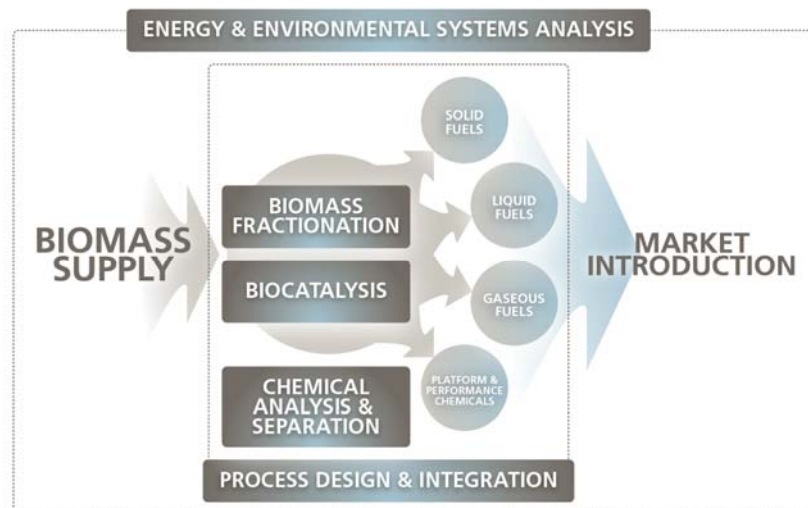 ENERGY & ENVIRONMENTAL SYSTEMS ANALYSIS
SOLID
FUELS
BIOMASS
FRACTIONATION
LIQUID
FUELS
BIOMASS
SUPPLY
MARKET
INTRODUCTION
BIOCATALYSIS
GASEOUS
FUELS
CHEMICAL
ANALYSIS &
SEPARATION
PLATFORM &
PERFORMANCE
CHEMICALS
PROCESS DESIGN & INTEGRATION